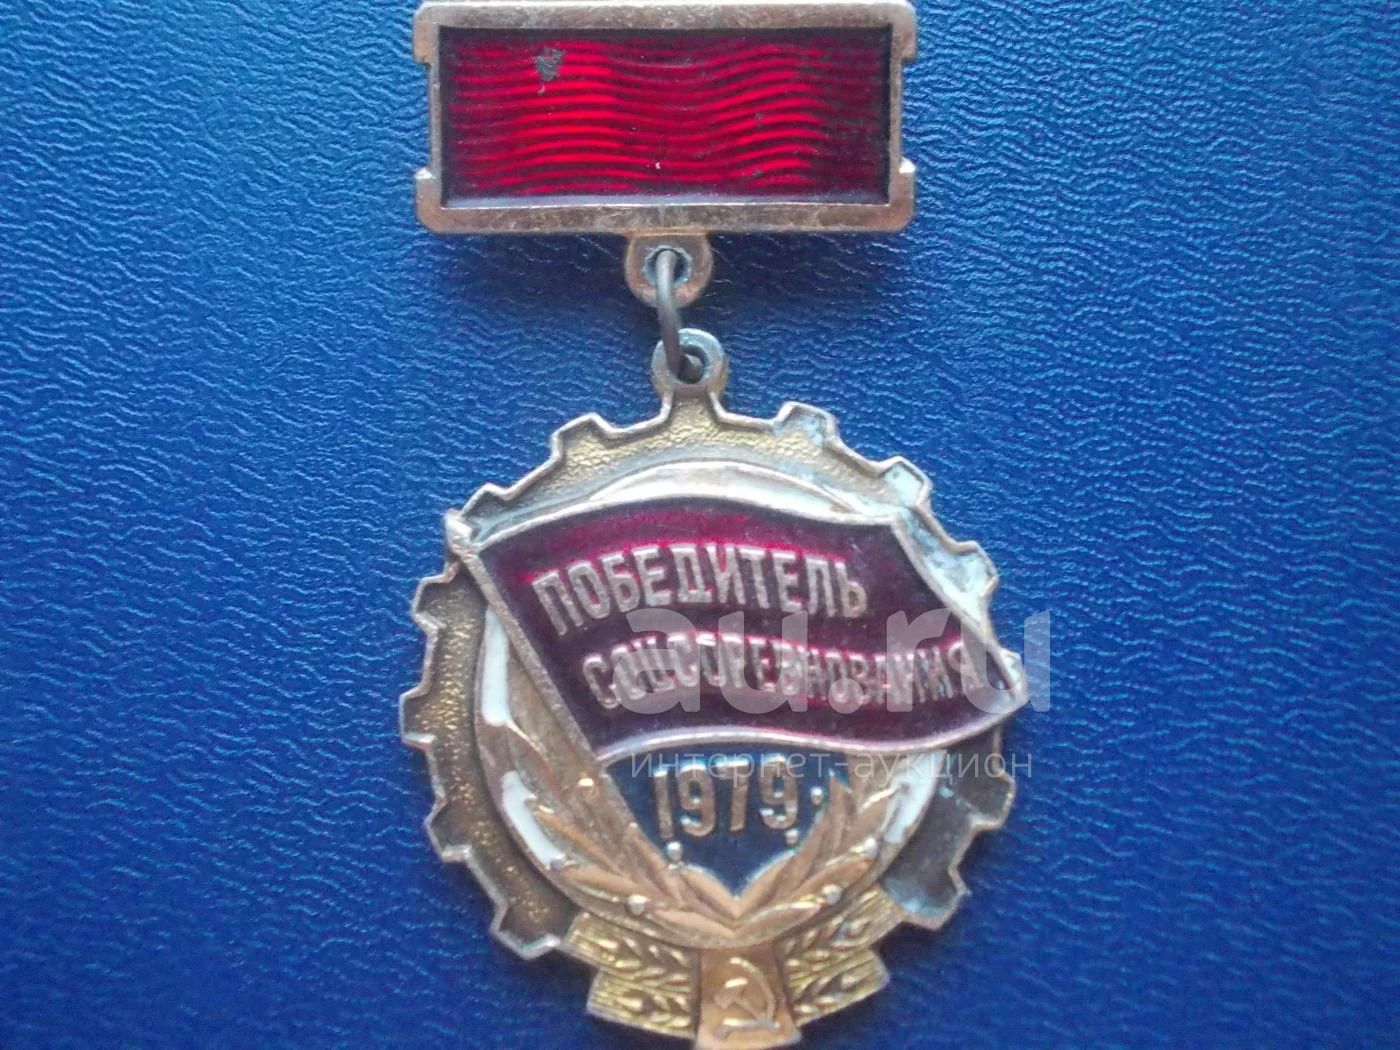 ПОБЕДИТЕЛЬ
СОЦСОРЕВНОВАНИЯ
au.ru
интернет-аукцион
1979